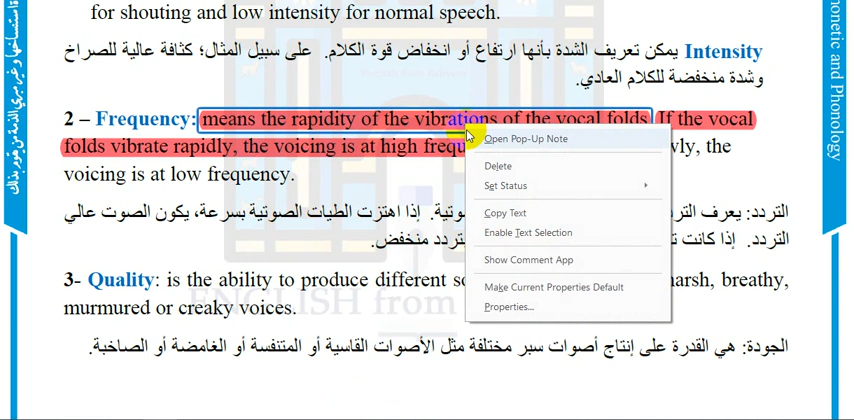 for shouting and low intensity for normal speech.
Intensity يمكن تعريف الشدة بأنها ارتفاع أو انخفاض قوة الكلام. على سبيل المثال؛ كثافة عالية للصراخ
وشدة منخفضة للكلام العادي.
2 – Frequency: means the rapidity of the vibrations of the vocal folds. If the vocal
folds vibrate rapidly, the voicing is at high the
voicing is at low frequency.
التردد: يعرف وتية. إذا اهتزت الطيات الصوتية بسرعة، يكون الصوت عالي
التردد. إذا كانت تردد منخفض.
3- Quality: is the ability to produce different harsh, breathy,
murmured or creaky voices.
الجودة: هي القدرة على إنتاج أصوات سبر مختلفة مثل الأصوات القاسية أو المتنفسة أو الغامضة أو الصاخبة.
Open Pop-Up Note
Delete
Set Status
Copy Text
Enable Text Selection
Show Comment App
Make Current Properties Default
Properties...
ENGLISH from
onetic and Phonology